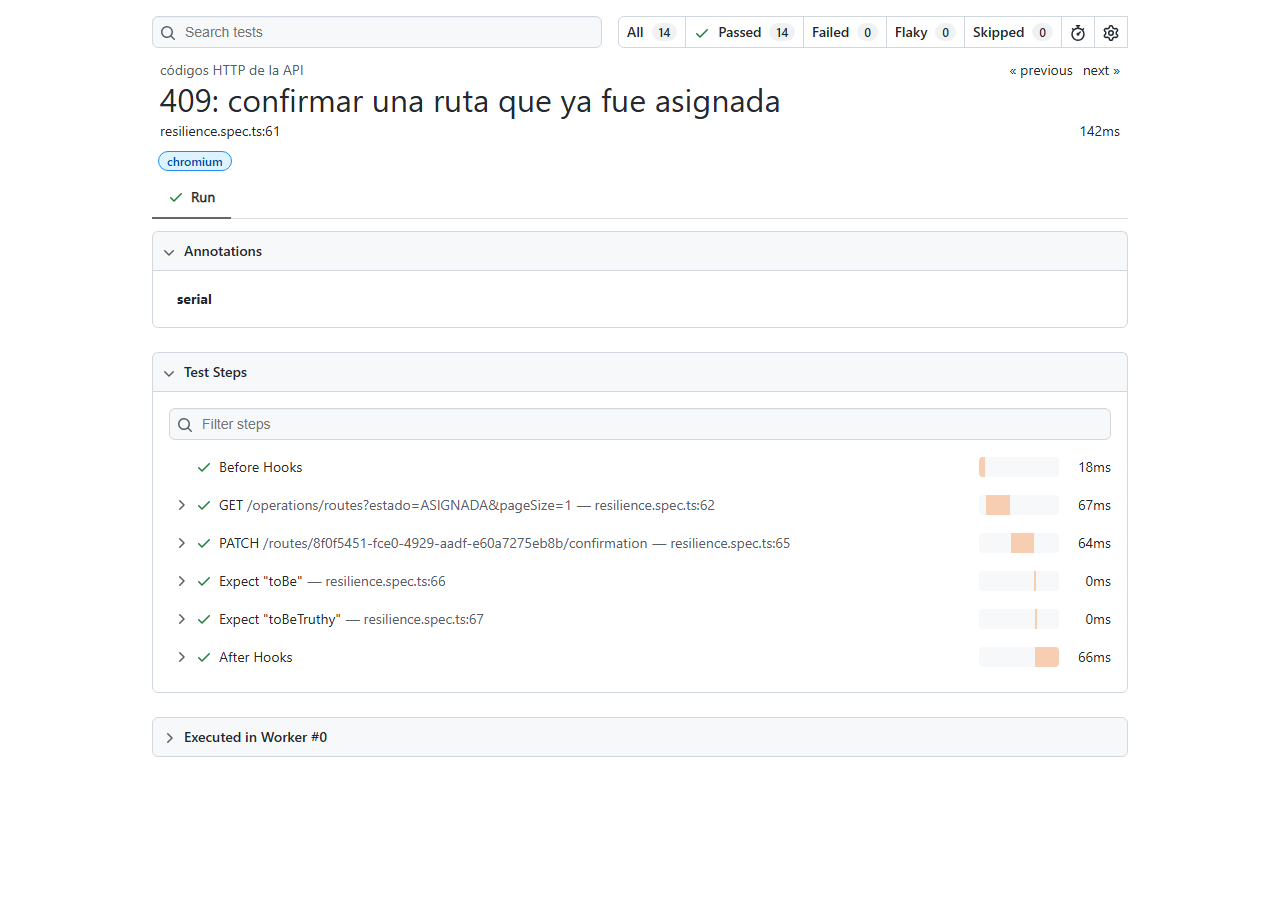 Search tests
All 14 Passed 14 Failed 0 Flaky 0 Skipped 0
códigos HTTP de la API « previous next »
409: confirmar una ruta que ya fue asignada
resilience.spec.ts:61 142ms
chromium
Run
Annotations
serial
Test Steps
Filter steps
Before Hooks 18ms
GET /operations/routes?estado=ASIGNADA&pageSize=1 — resilience.spec.ts:62 67ms
PATCH /routes/8f0f5451-fce0-4929-aadf-e60a7275eb8b/confirmation — resilience.spec.ts:65 64ms
Expect "toBe" — resilience.spec.ts:66 0ms
Expect "toBeTruthy" — resilience.spec.ts:67 0ms
After Hooks 66ms
Executed in Worker #0